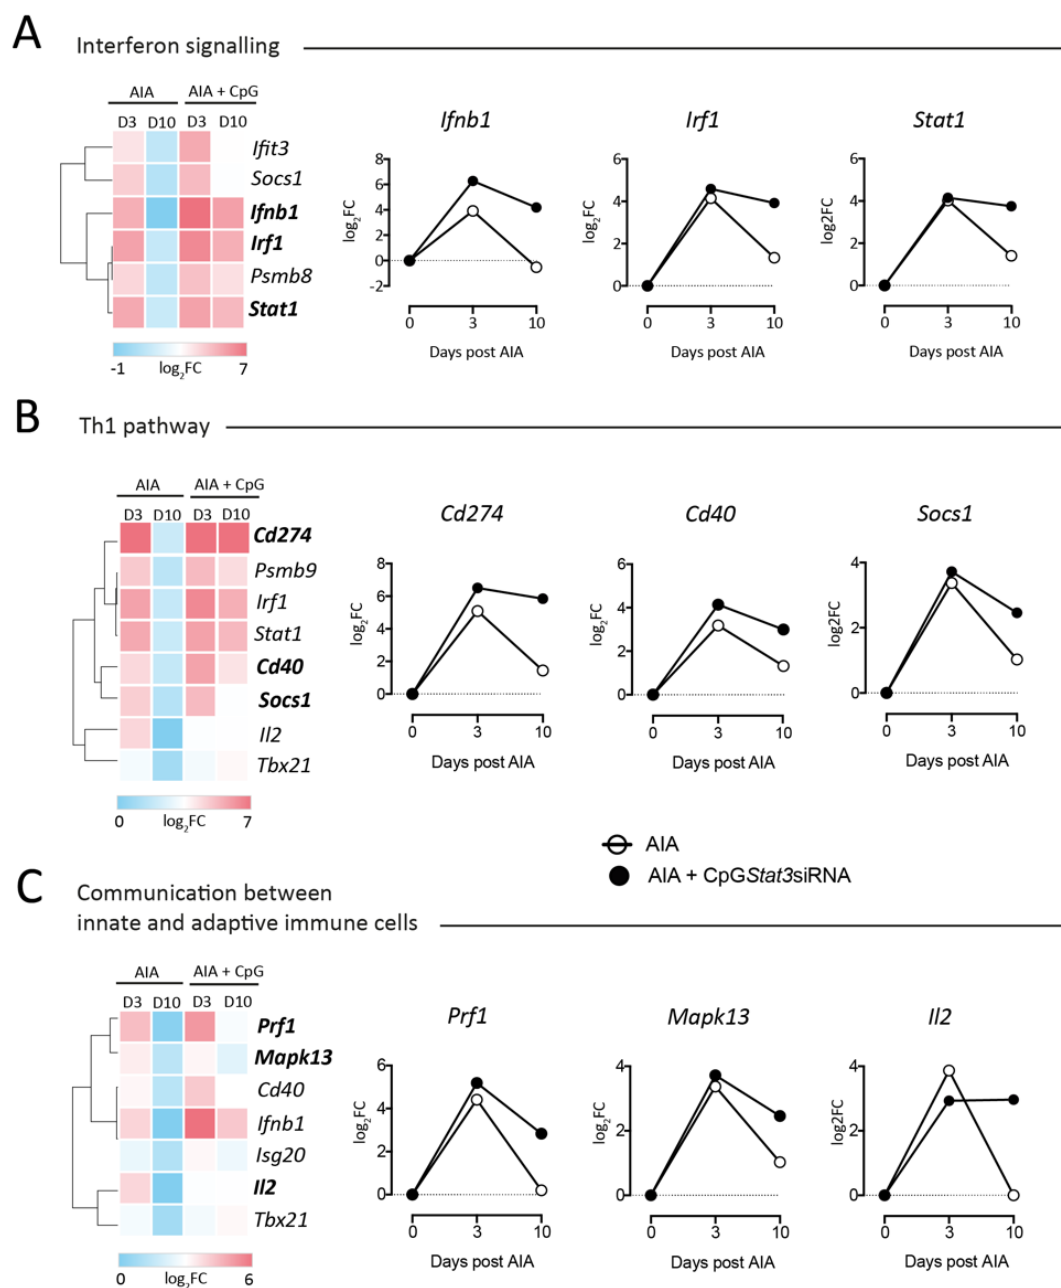 A
Interferon signalling
AIA
AIA + CpG
D3 D10 D3 D10
Ifit3
Socs1
Ifnb1
Irf1
Psmb8
Stat1
-1 log2FC 7
Ifnb1
log2FC
8
6
4
2
0
-2
0 3 10
Days post AIA
Irf1
log2FC
6
4
2
0
0 3 10
Days post AIA
Stat1
log2FC
6
4
2
0
0 3 10
Days post AIA
B
Th1 pathway
AIA
AIA + CpG
D3 D10 D3 D10
Cd274
Psmb9
Irf1
Stat1
Cd40
Socs1
Il2
Tbx21
0 log2FC 7
Cd274
log2FC
8
6
4
2
0
0 3 10
Days post AIA
Cd40
log2FC
6
4
2
0
0 3 10
Days post AIA
Socs1
log2FC
4
2
0
0 3 10
Days post AIA
AIA
AIA + CpGStat3siRNA
C
Communication between
innate and adaptive immune cells
AIA
AIA + CpG
D3 D10 D3 D10
Prf1
Mapk13
Cd40
Ifnb1
Isg20
Il2
Tbx21
0 log2FC 6
Prf1
log2FC
6
4
2
0
0 3 10
Days post AIA
Mapk13
log2FC
4
2
0
0 3 10
Days post AIA
Il2
log2FC
4
2
0
0 3 10
Days post AIA